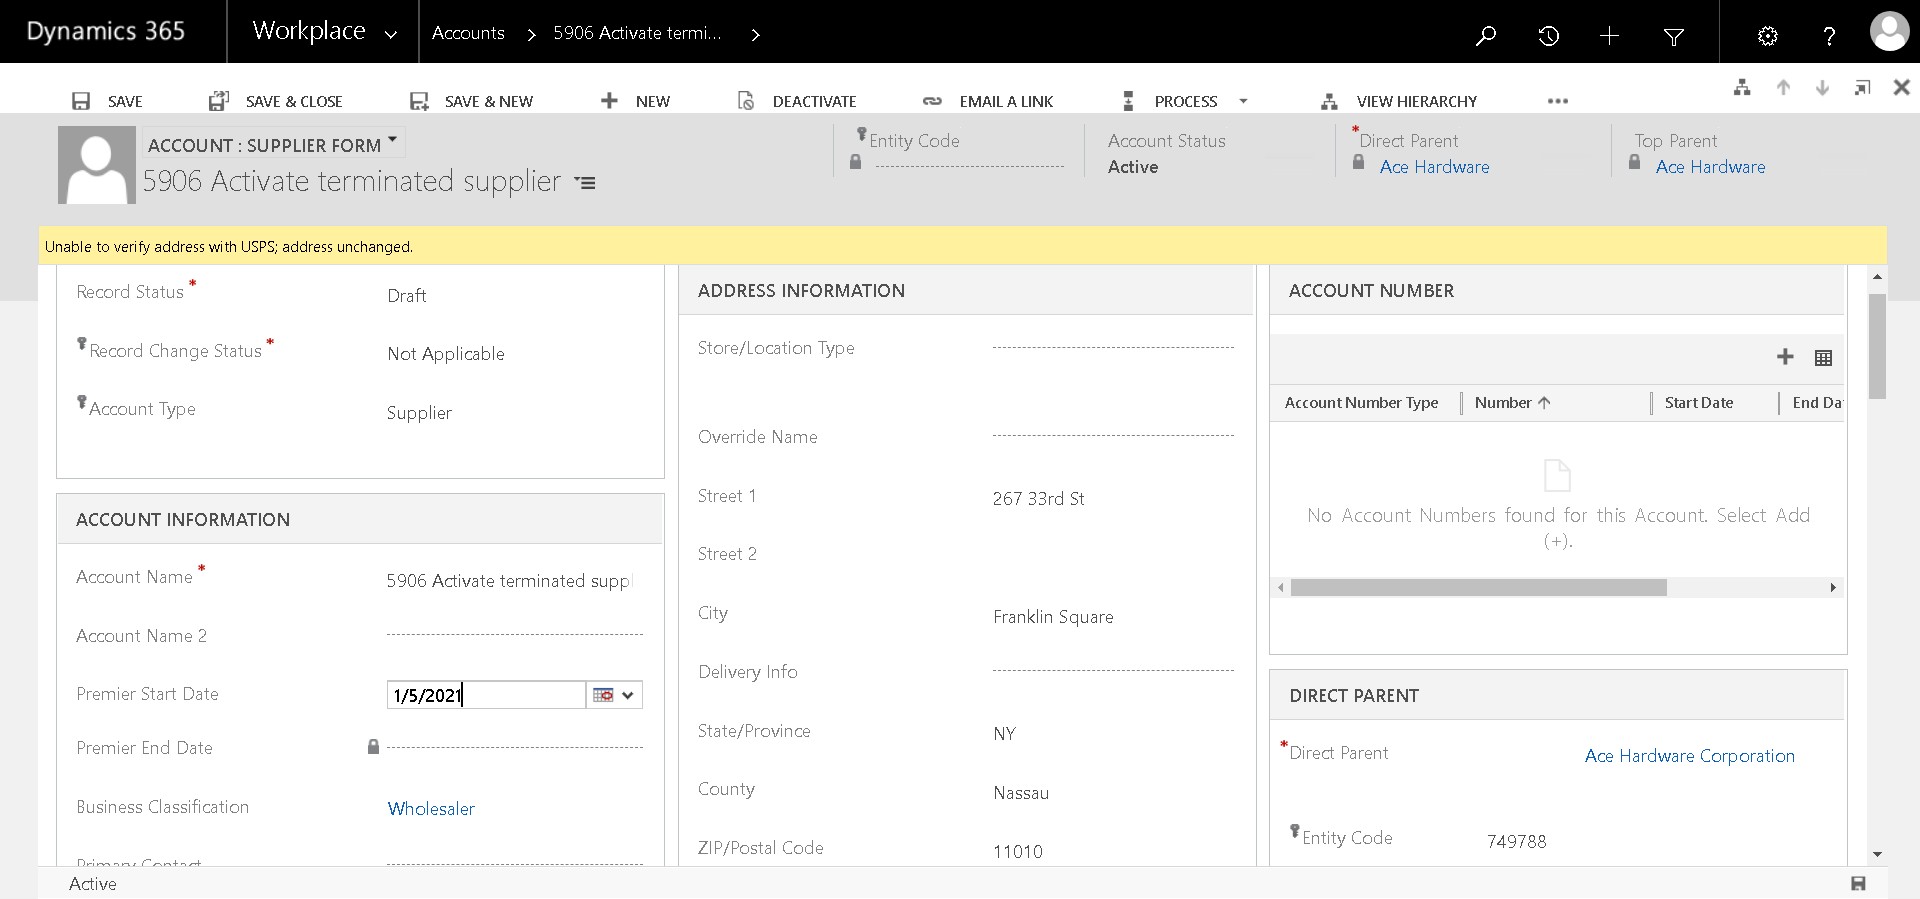 Dynamics 365
Workplace
Accounts
5906 Activate termi...
?
SAVE
SAVE & CLOSE
SAVE & NEW
NEW
DEACTIVATE
EMAIL A LINK
PROCESS
VIEW HIERARCHY
ACCOUNT : SUPPLIER FORM
5906 Activate terminated supplier
Entity Code
Account Status
Active
*Direct Parent
Ace Hardware
Top Parent
Ace Hardware
Unable to verify address with USPS; address unchanged.
Record Status *
Draft
Record Change Status *
Not Applicable
Account Type
Supplier
ACCOUNT INFORMATION
Account Name *
5906 Activate terminated suppl
Account Name 2
Premier Start Date
1/5/2021
Premier End Date
Business Classification
Wholesaler
Primary Contact
ADDRESS INFORMATION
Store/Location Type
Override Name
Street 1
267 33rd St
Street 2
City
Franklin Square
Delivery Info
State/Province
NY
County
Nassau
ZIP/Postal Code
11010
ACCOUNT NUMBER
Account Number Type
Number
Start Date
End Da
No Account Numbers found for this Account. Select Add
(+).
DIRECT PARENT
*Direct Parent
Ace Hardware Corporation
Entity Code
749788
Active